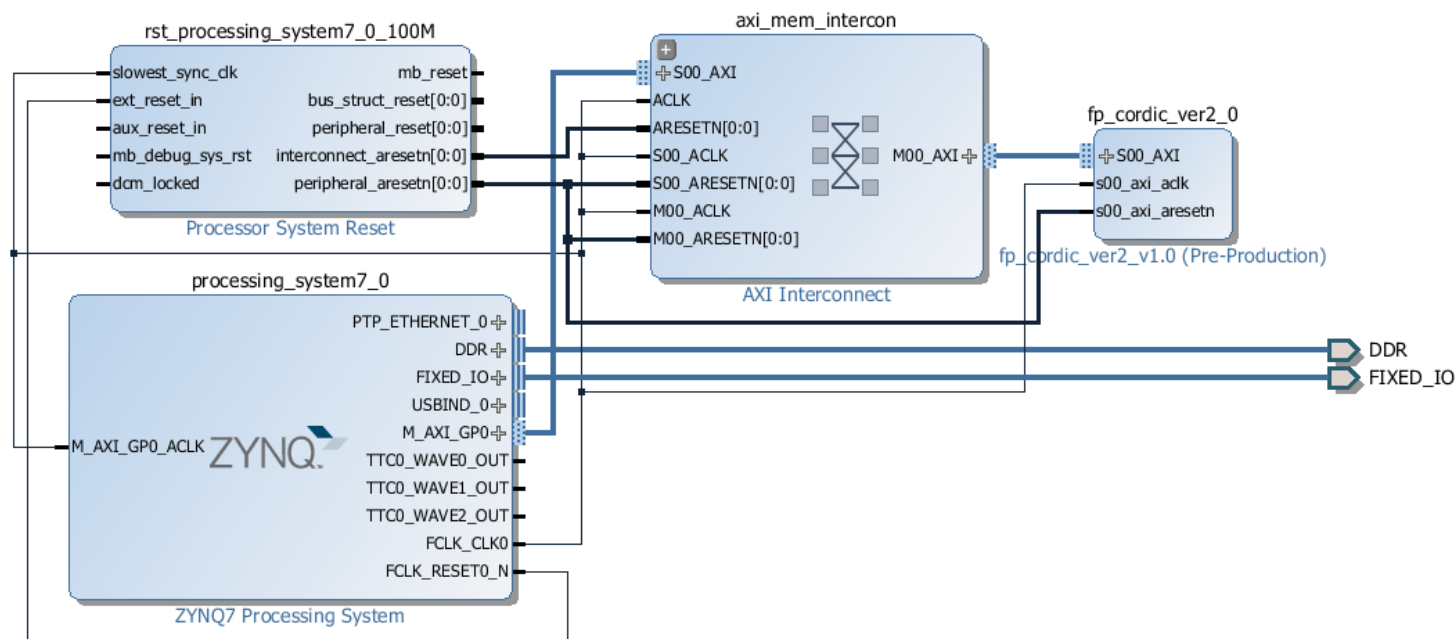 rst_processing_system7_0_100M
slowest_sync_clk
ext_reset_in
aux_reset_in
mb_debug_sys_rst
dcm_locked
mb_reset
bus_struct_reset[0:0]
peripheral_reset[0:0]
interconnect_aresetn[0:0]
peripheral_aresetn[0:0]
Processor System Reset
axi_mem_intercon
S00_AXI
ACLK
ARESETN[0:0]
S00_ACLK
S00_ARESETN[0:0]
M00_ACLK
M00_ARESETN[0:0]
M00_AXI
AXI Interconnect
fp_cordic_ver2_0
S00_AXI
s00_axi_aclk
s00_axi_aresetn
fp_cordic_ver2_v1.0 (Pre-Production)
processing_system7_0
M_AXI_GP0_ACLK
ZYNQ
PTP_ETHERNET_0
DDR
FIXED_IO
USBIND_0
M_AXI_GP0
TTC0_WAVE0_OUT
TTC0_WAVE1_OUT
TTC0_WAVE2_OUT
FCLK_CLK0
FCLK_RESET0_N
ZYNQ7 Processing System
DDR
FIXED_IO